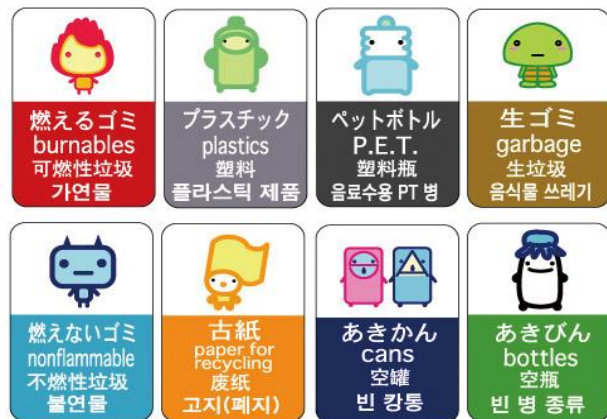 燃えるゴミ
burnables
可燃性垃圾
가연물
プラスチック
plastics
塑料
플라스틱 제품
ペットボトル
P.E.T.
塑料瓶
음료수용 PT 병
生ゴミ
garbage
生垃圾
음식물 쓰레기
燃えないゴミ
nonflammable
不燃性垃圾
불연물
古紙
paper for
recycling
废纸
고지(폐지)
あきかん
cans
空罐
빈 캉통
あきびん
bottles
空瓶
빈 병 종류